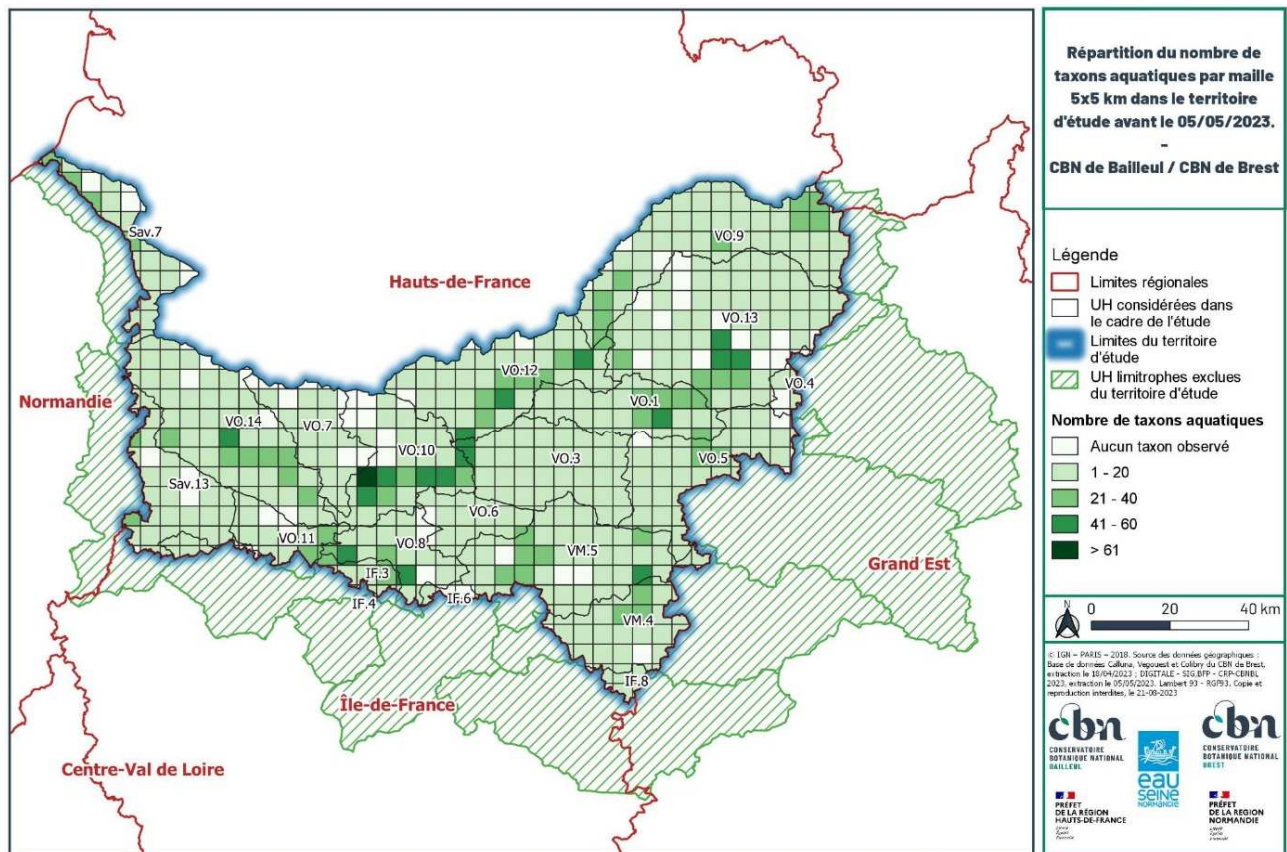 Répartition du nombre de
taxons aquatiques par maille
5x5 km dans le territoire
d'étude avant le 05/05/2023.
-
CBN de Bailleul / CBN de Brest
Légende
Limites régionales
UH considérées dans
le cadre de l'étude
Limites du territoire
d'étude
UH limitrophes exclues
du territoire d'étude
Nombre de taxons aquatiques
Aucun taxon observé
1 - 20
21 - 40
41 - 60
> 61
N
0 20 40 km
© IGN – PARIS – 2018. Source des données géographiques :
Base de données Calluna, Vegouest et Colibry du CBN de Brest,
extraction le 18/04/2023 ; DIGITALE - SIG.BFP - CRP-CBNBL
2023, extraction le 05/05/2023. Lambert 93 - RGF93. Copie et
reproduction interdites, le 21-08-2023
cbn
CONSERVATOIRE
BOTANIQUE NATIONAL
BAILLEUL
eau
SEINE
NORMANDIE
cbn
CONSERVATOIRE
BOTANIQUE NATIONAL
BREST
PRÉFET
DE LA RÉGION
HAUTS-DE-FRANCE
PRÉFET
DE LA RÉGION
NORMANDIE
Sav.7
VO.9
Hauts-de-France
VO.13
VO.12
VO.4
Normandie
VO.1
VO.14
VO.7
VO.10
VO.3
VO.5
Sav.13
VO.6
VO.11
VO.8
VM.5
Grand Est
IF.3
IF.4
IF.6
VM.4
IF.8
Île-de-France
Centre-Val de Loire